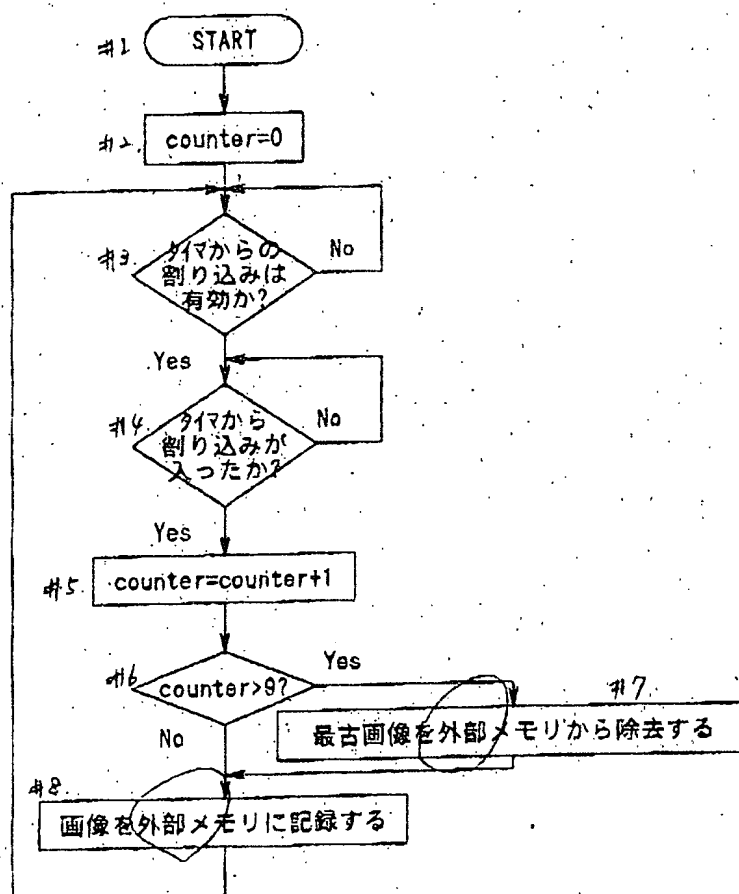 #1 START
#2 counter=0
#3 タイマからの
割り込みは
有効か?
No
Yes
#4 タイマから
割り込みが
入ったか?
No
Yes
#5 counter=counter+1
#6 counter>9?
Yes
No
#7
最古画像を外部メモリから除去する
#8
画像を外部メモリに記録する